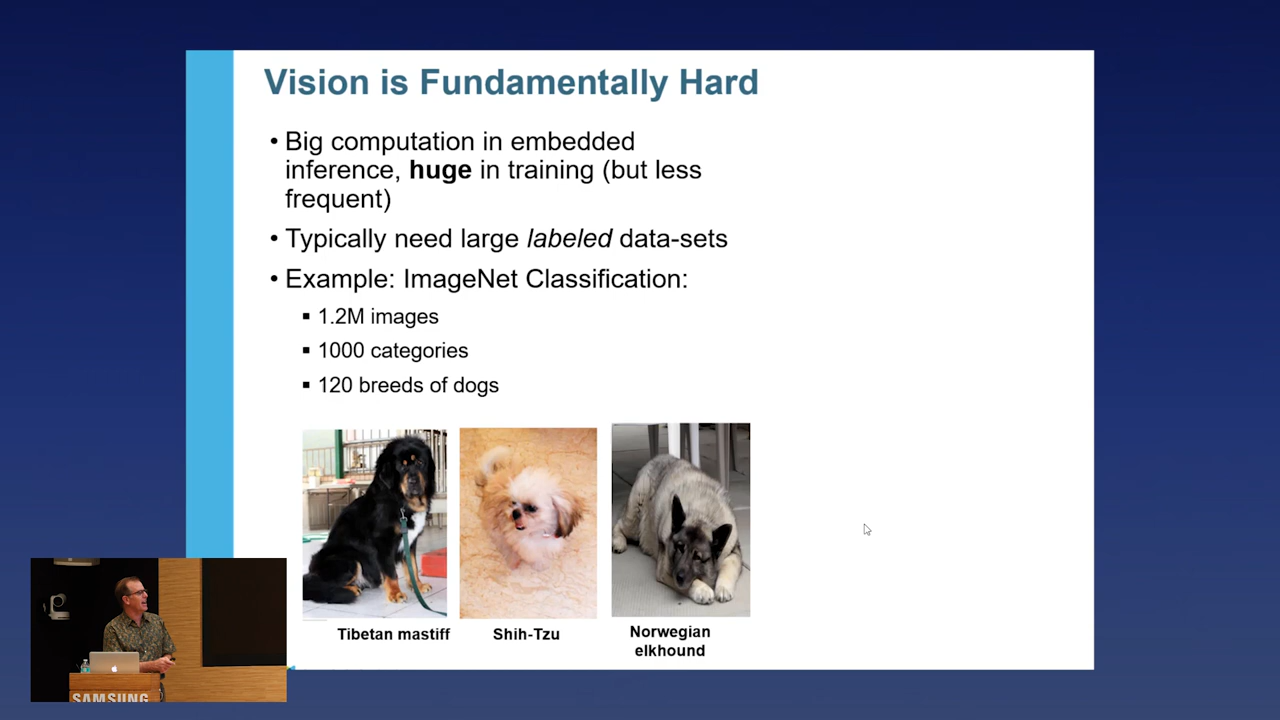 Vision is Fundamentally Hard
• Big computation in embedded
inference, huge in training (but less
frequent)
• Typically need large labeled data-sets
• Example: ImageNet Classification:
▪ 1.2M images
▪ 1000 categories
▪ 120 breeds of dogs
Tibetan mastiff
Shih-Tzu
Norwegian
elkhound
SAMSUNG